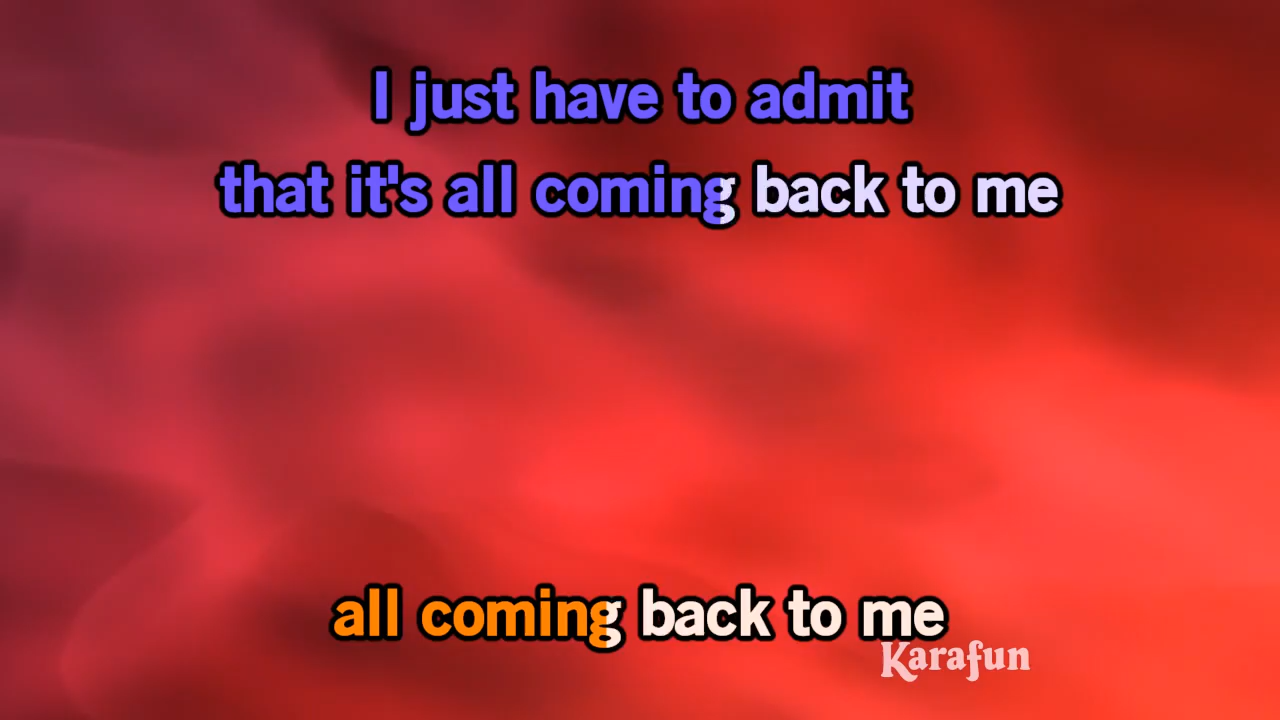 I just have to admit
that it's all coming back to me
all coming back to me
Karafun